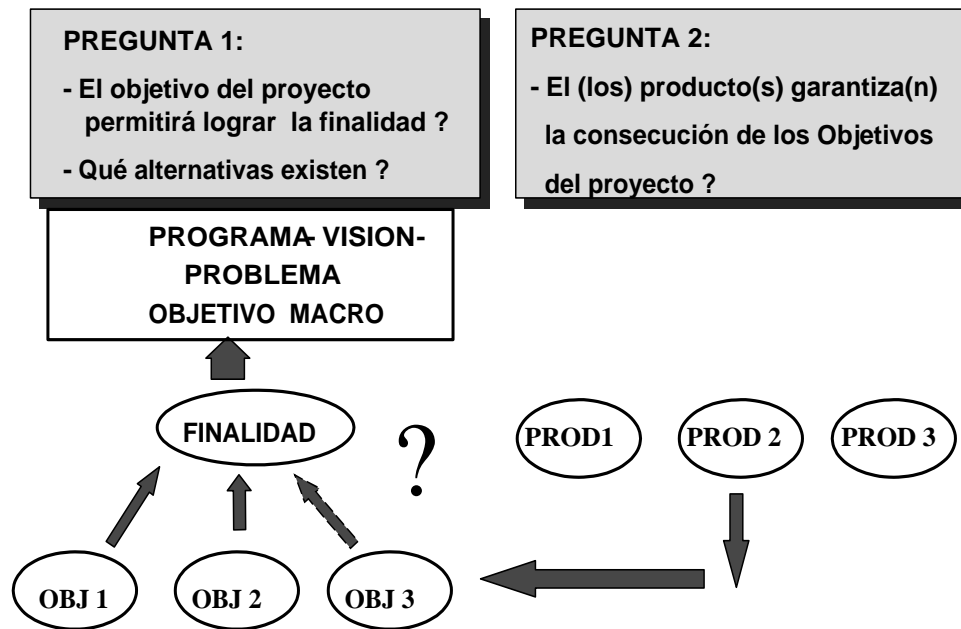 PREGUNTA 1:
- El objetivo del proyecto
permitirá lograr la finalidad ?
- Qué alternativas existen ?
PREGUNTA 2:
- El (los) producto(s) garantiza(n)
la consecución de los Objetivos
del proyecto ?
PROGRAMA- VISION-
PROBLEMA
OBJETIVO MACRO
FINALIDAD
?
PROD1
PROD 2
PROD 3
OBJ 1
OBJ 2
OBJ 3